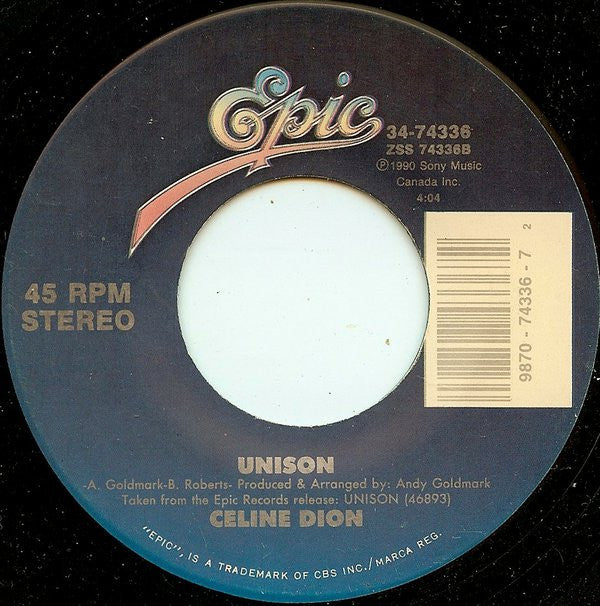 Epic
34-74336
ZSS 74336B
Ⓟ1990 Sony Music
Canada Inc.
4:04
45 RPM
STEREO
9870 - 74336 - 7
2
UNISON
-A. Goldmark-B. Roberts- Produced & Arranged by: Andy Goldmark
Taken from the Epic Records release: UNISON (46893)
CELINE DION
"EPIC", IS A TRADEMARK OF CBS INC./MARCA REG.